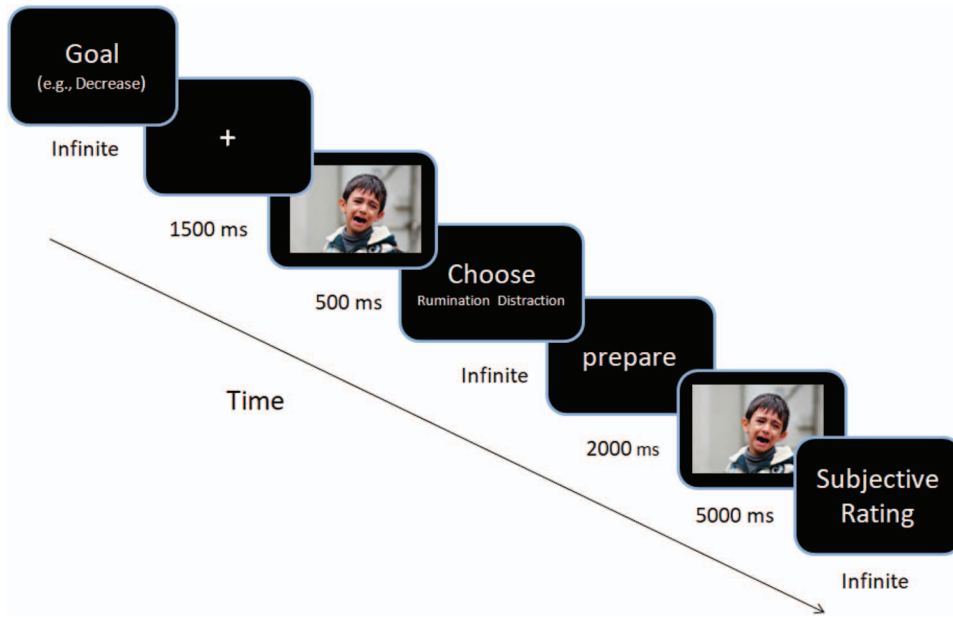 Goal
(e.g., Decrease)
Infinite
+
1500 ms
500 ms
Choose
Rumination Distraction
Infinite
prepare
2000 ms
5000 ms
Subjective
Rating
Infinite
Time